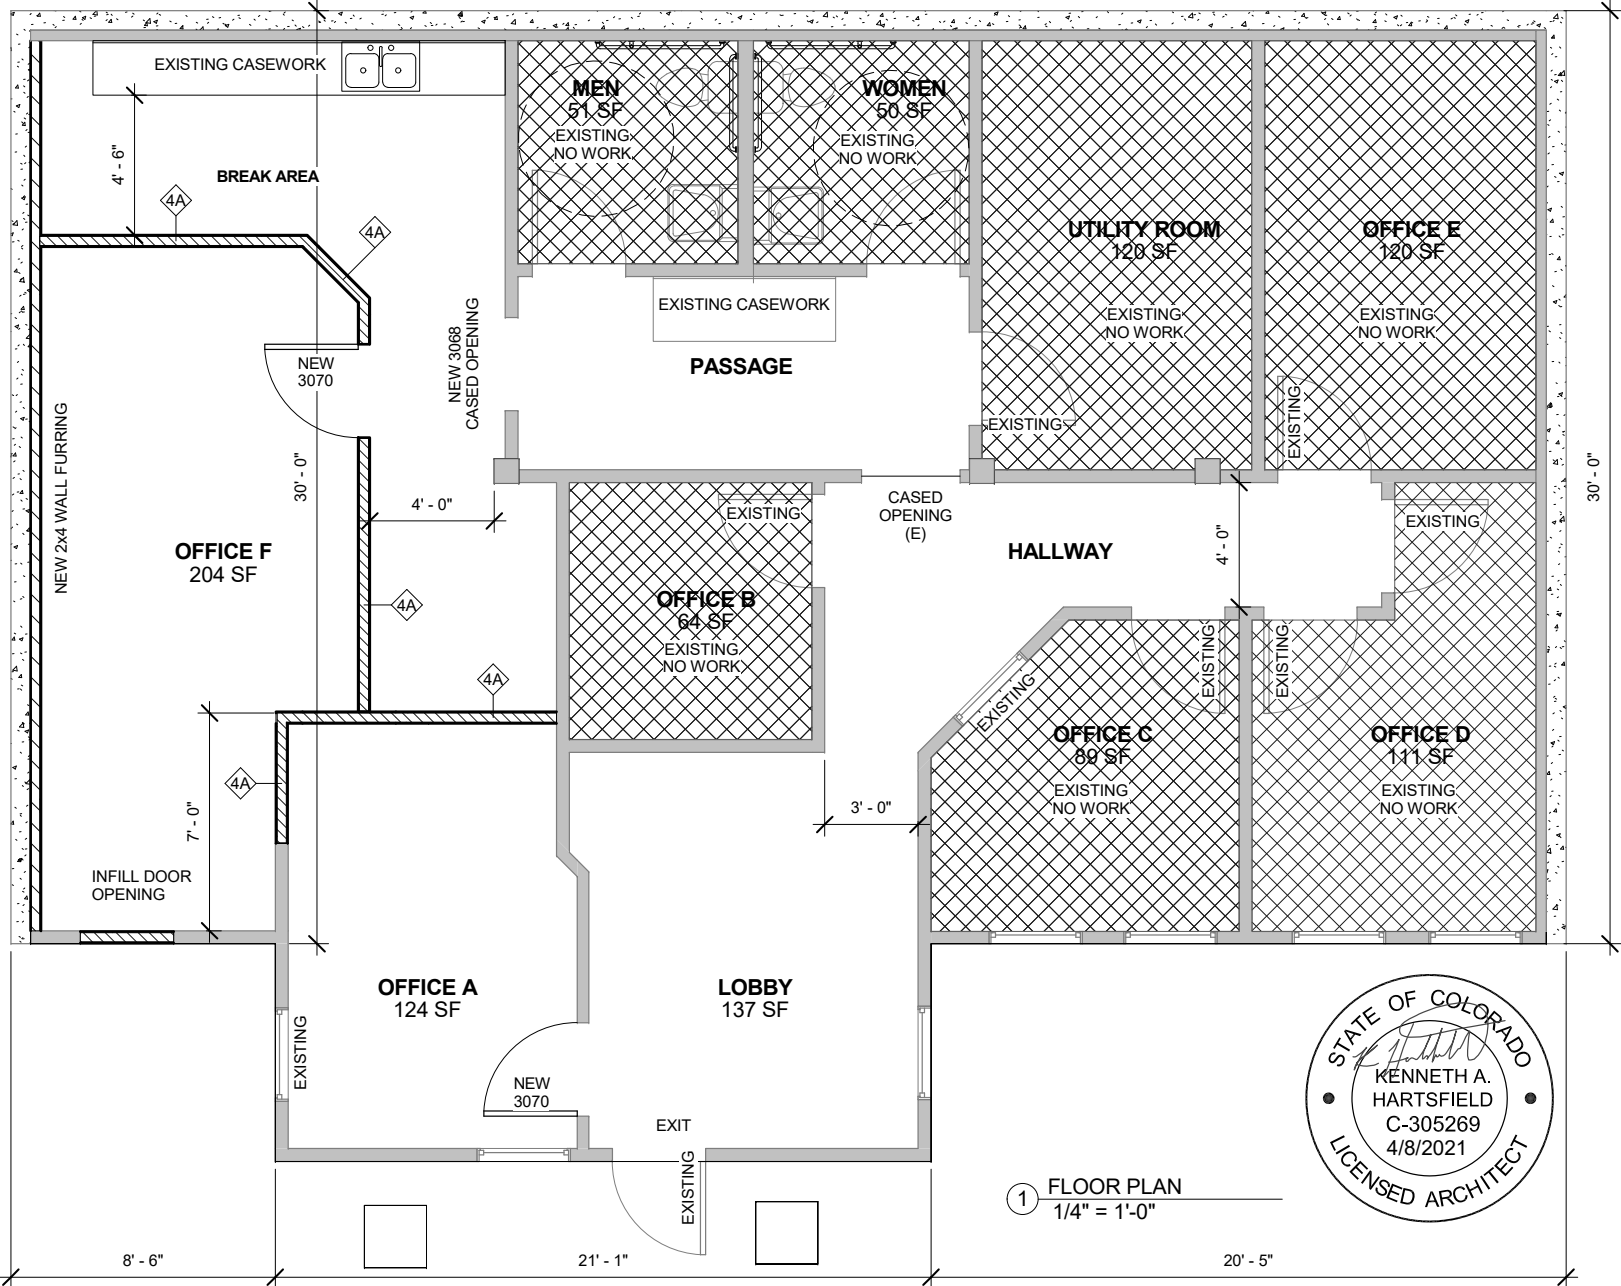 EXISTING CASEWORK
MEN
51 SF
EXISTING
NO WORK
WOMEN
50 SF
EXISTING
NO WORK
4' - 6"
BREAK AREA
4A
4A
UTILITY ROOM
120 SF
EXISTING
NO WORK
OFFICE E
120 SF
EXISTING
NO WORK
EXISTING CASEWORK
NEW 3068
CASED OPENING
NEW
3070
PASSAGE
EXISTING
EXISTING
NEW 2x4 WALL FURRING
30' - 0"
30' - 0"
4' - 0"
EXISTING
CASED
OPENING
(E)
EXISTING
OFFICE F
204 SF
HALLWAY
4' - 0"
4A
OFFICE B
64 SF
EXISTING
NO WORK
EXISTING
EXISTING
EXISTING
4A
OFFICE C
89 SF
EXISTING
NO WORK
OFFICE D
111 SF
EXISTING
NO WORK
4A
7' - 0"
3' - 0"
INFILL DOOR
OPENING
OFFICE A
124 SF
LOBBY
137 SF
EXISTING
NEW
3070
EXIT
EXISTING
STATE OF COLORADO
KENNETH A.
HARTSFIELD
C-305269
4/8/2021
LICENSED ARCHITECT
1
FLOOR PLAN
1/4" = 1'-0"
8' - 6"
21' - 1"
20' - 5"